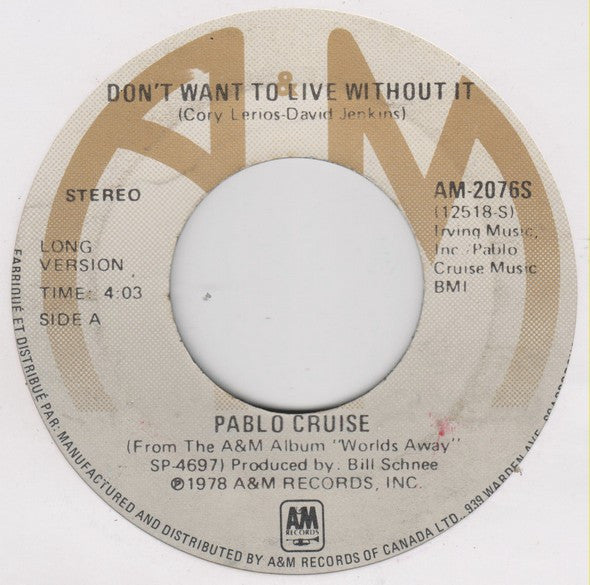 A&M
DON'T WANT TO LIVE WITHOUT IT
(Cory Lerios-David Jenkins)
STEREO
LONG
VERSION
TIME: 4:03
SIDE A
AM-2076S
(12518-S)
Irving Music,
Inc./Pablo
Cruise Music
BMI
PABLO CRUISE
(From The A&M Album "Worlds Away"
SP-4697) Produced by: Bill Schnee
℗1978 A&M RECORDS, INC.
A&M
RECORDS
FABRIQUÉ ET DISTRIBUÉ PAR: MANUFACTURED AND DISTRIBUTED BY A&M RECORDS OF CANADA LTD., 939 WARDEN AVE.